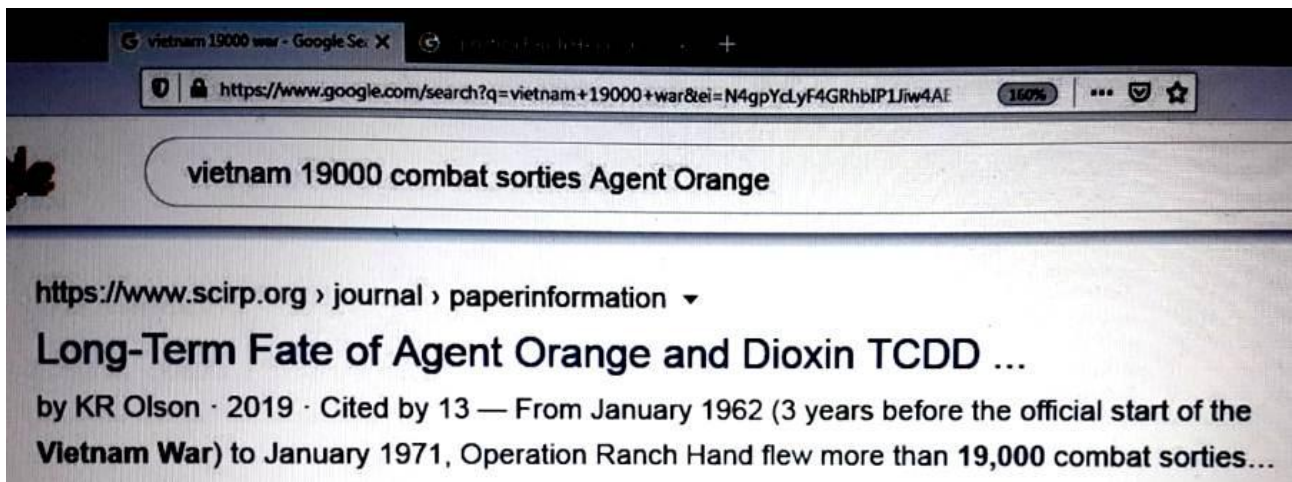 vietnam 19000 war - Google Se
https://www.google.com/search?q=vietnam+19000+war&ei=N4gpYcLyF4GRhbIP1Jiw4AE
160%
vietnam 19000 combat sorties Agent Orange
https://www.scirp.org › journal › paperinformation
Long-Term Fate of Agent Orange and Dioxin TCDD ...
by KR Olson · 2019 · Cited by 13 — From January 1962 (3 years before the official start of the
Vietnam War) to January 1971, Operation Ranch Hand flew more than 19,000 combat sorties...